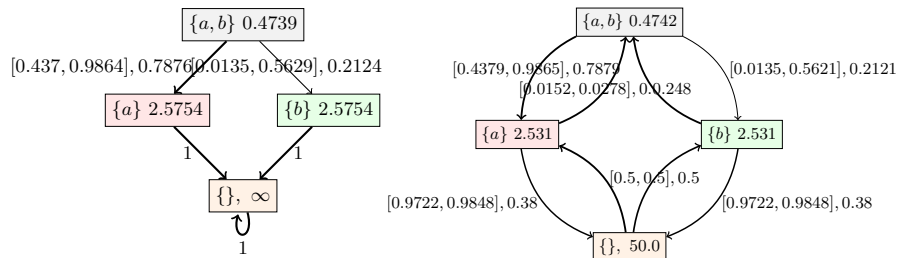 {a, b} 0.4739
[0.437, 0.9864], 0.7876
[0.0135, 0.5629], 0.2124
{a} 2.5754
{b} 2.5754
1
1
{}, ∞
1
{a, b} 0.4742
[0.4379, 0.9865], 0.7879
[0.0135, 0.5621], 0.2121
[0.0152, 0.0278], 0.0.248
{a} 2.531
{b} 2.531
[0.5, 0.5], 0.5
[0.9722, 0.9848], 0.38
[0.9722, 0.9848], 0.38
{}, 50.0